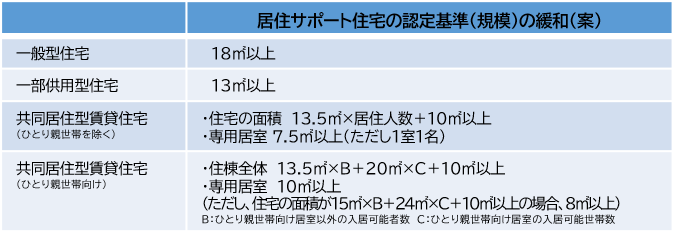 居住サポート住宅の認定基準（規模）の緩和（案）
一般型住宅 18㎡以上
一部供用型住宅 13㎡以上
共同居住型賃貸住宅 ・住宅の面積 13.5㎡×居住人数＋10㎡以上
（ひとり親世帯を除く） ・専用居室 7.5㎡以上（ただし1室1名）
共同居住型賃貸住宅 ・住棟全体 13.5㎡×B＋20㎡×C＋10㎡以上
（ひとり親世帯向け） ・専用居室 10㎡以上
（ただし、住宅の面積が15㎡×B＋24㎡×C＋10㎡以上の場合、8㎡以上）
B：ひとり親世帯向け居室以外の入居可能者数 C：ひとり親世帯向け居室の入居可能世帯数